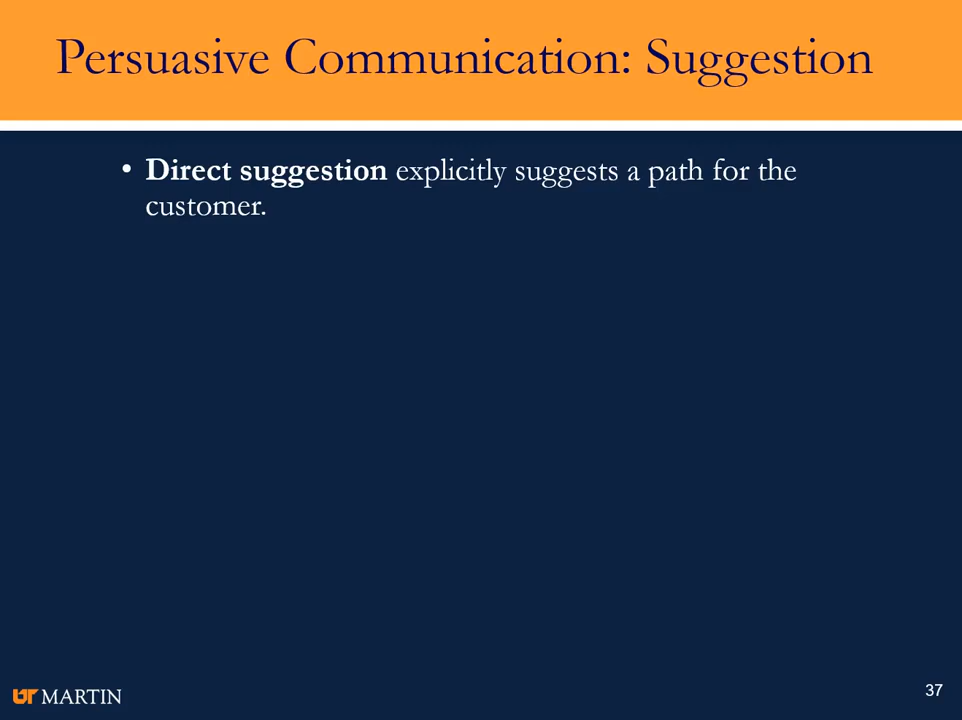 Persuasive Communication: Suggestion
• Direct suggestion explicitly suggests a path for the
customer.
UT MARTIN
37